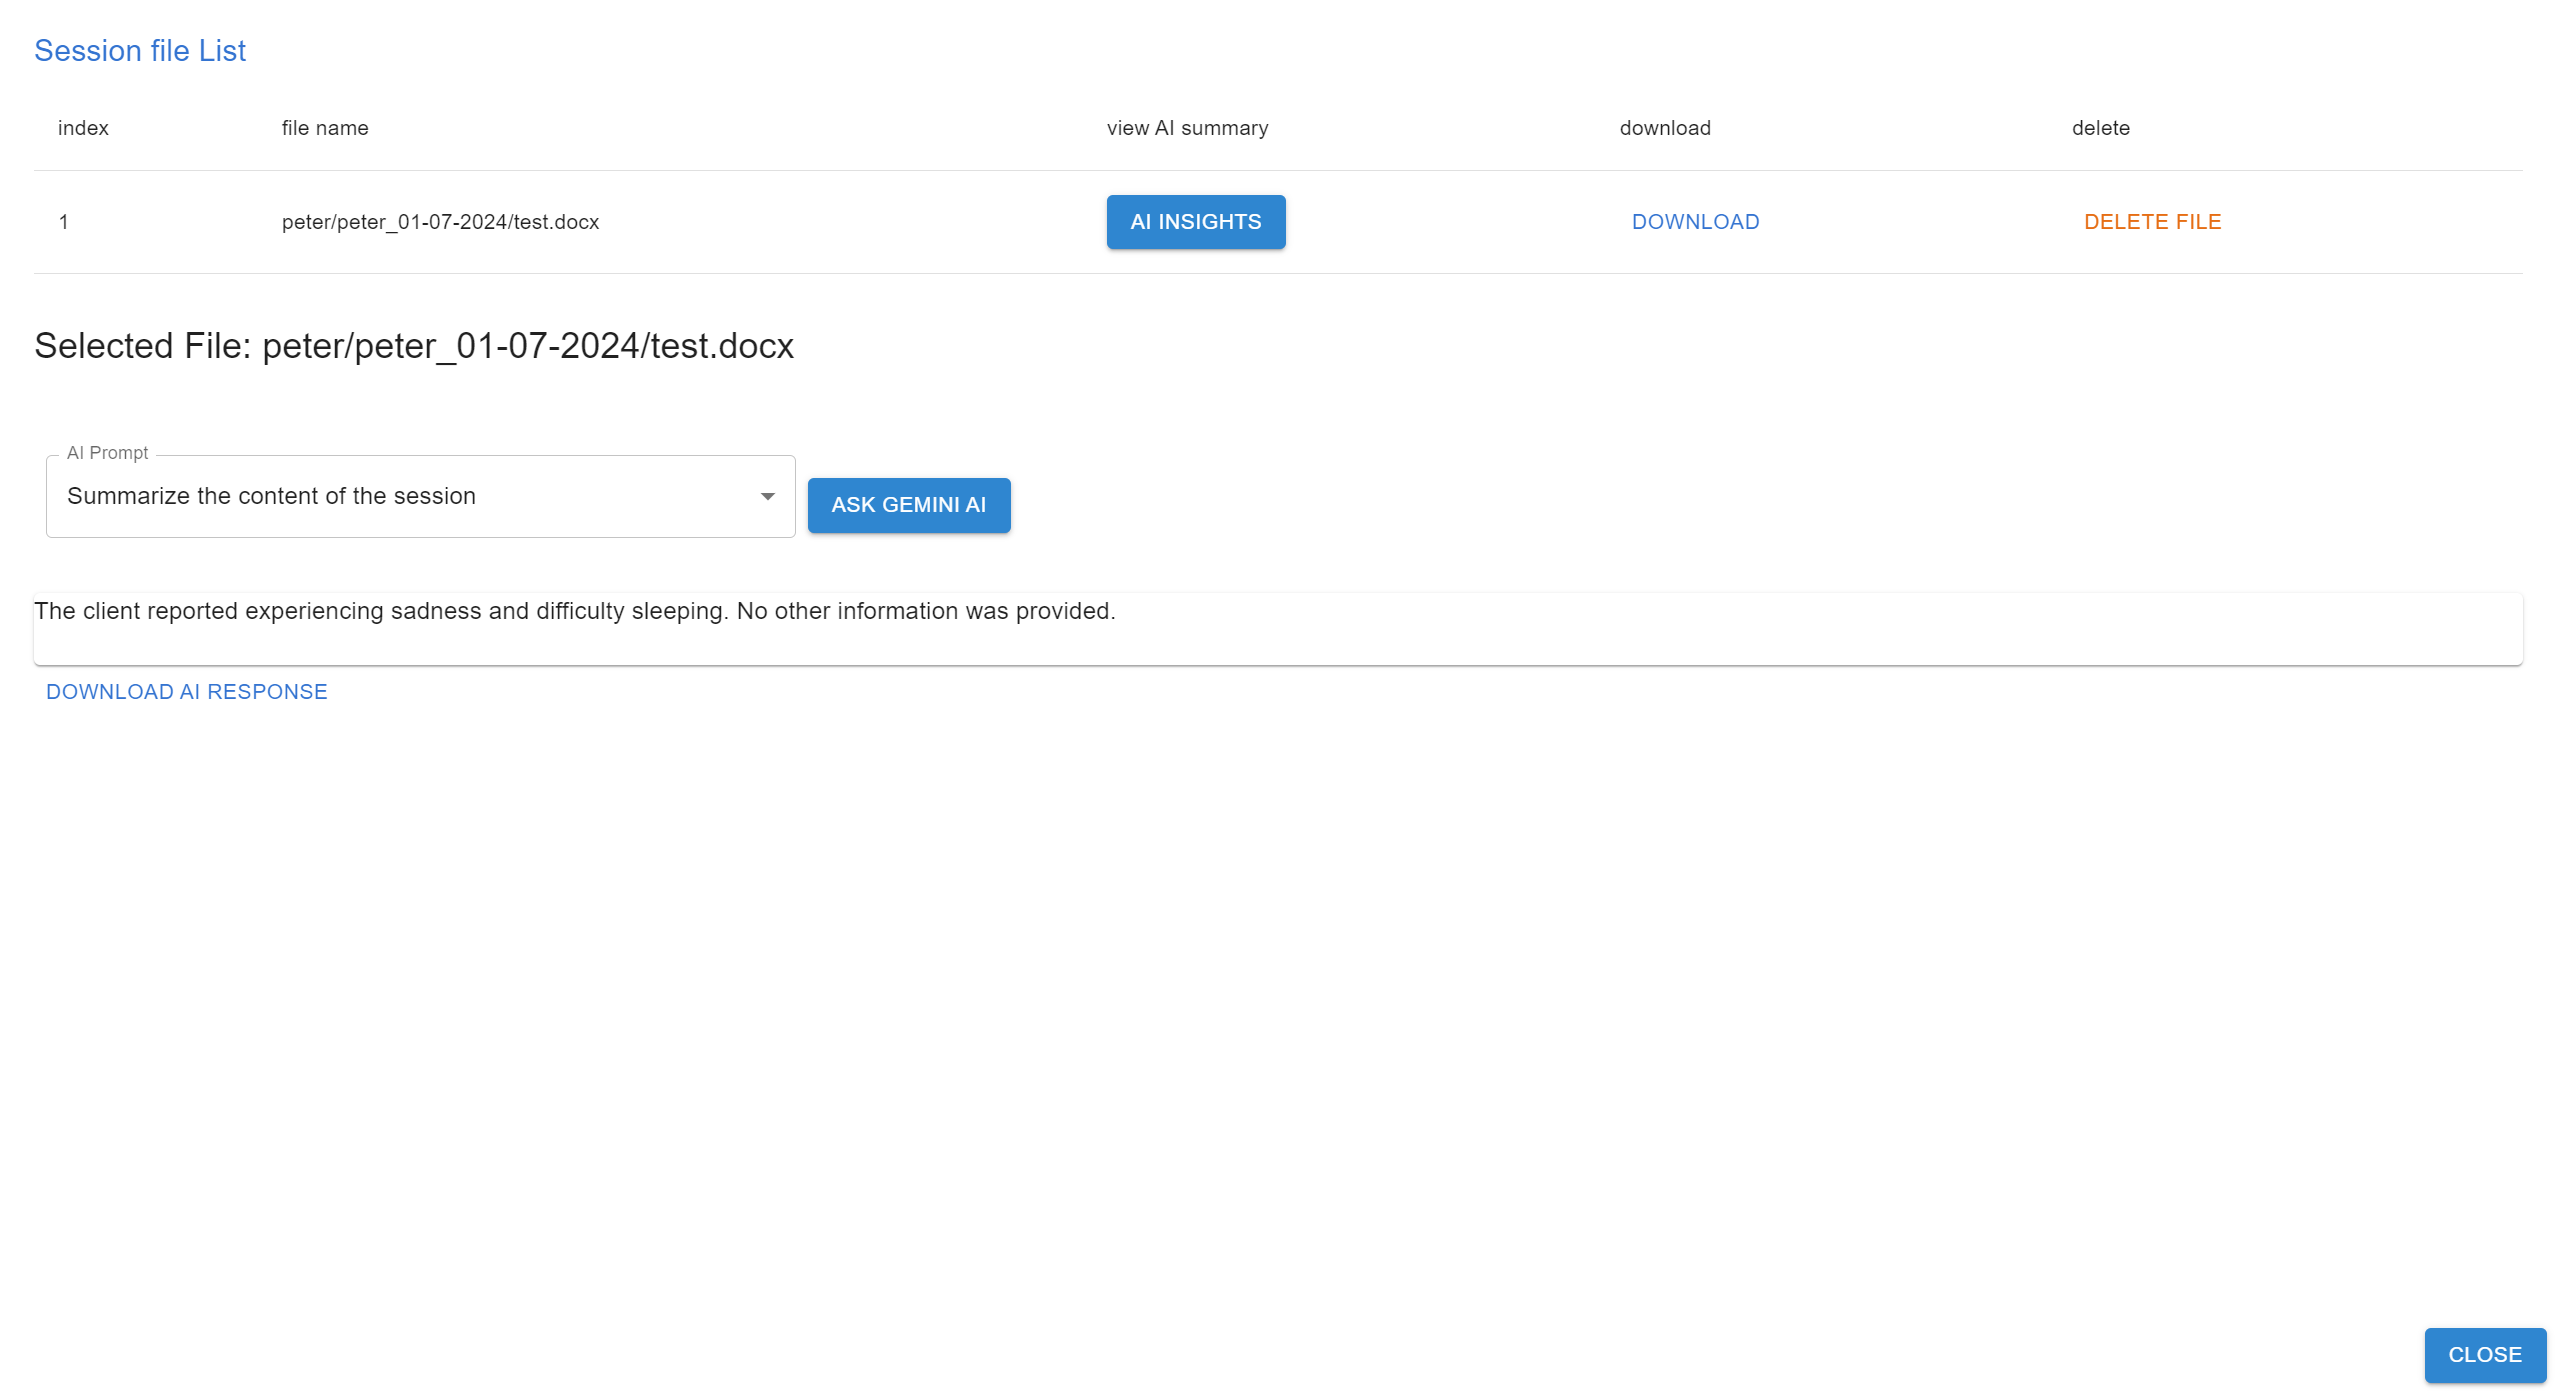 Session file List
index file name view AI summary download delete
1 peter/peter_01-07-2024/test.docx AI INSIGHTS DOWNLOAD DELETE FILE
Selected File: peter/peter_01-07-2024/test.docx
AI Prompt
Summarize the content of the session
ASK GEMINI AI
The client reported experiencing sadness and difficulty sleeping. No other information was provided.
DOWNLOAD AI RESPONSE
CLOSE